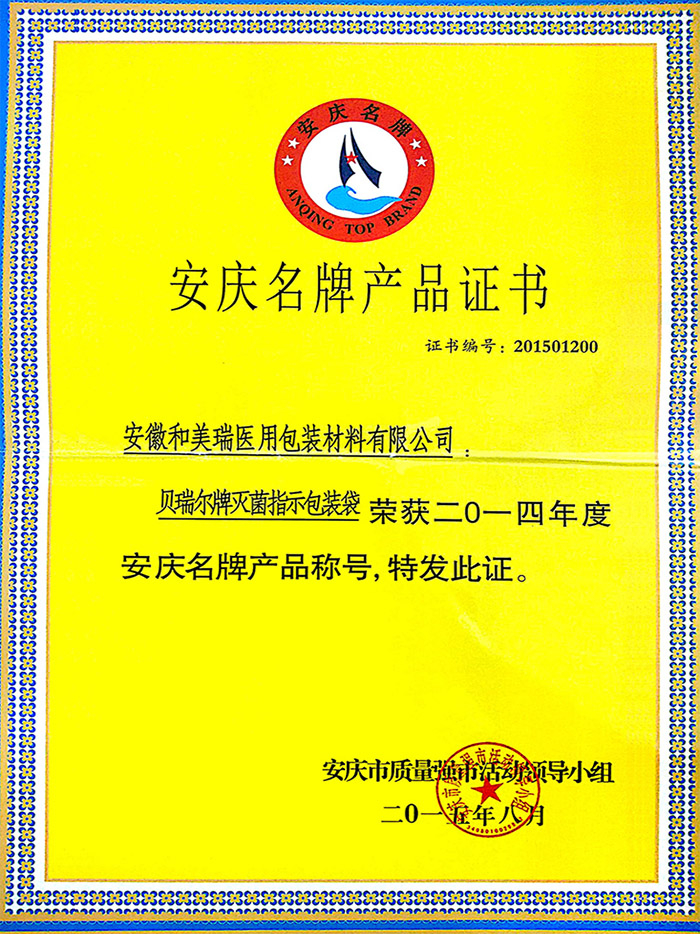 安庆名牌
ANQING TOP BRAND
安庆名牌产品证书
证书编号：201501200
安徽和美瑞医用包装材料有限公司：
贝瑞尔牌灭菌指示包装袋荣获二0一四年度
安庆名牌产品称号，特发此证。
安庆市质量强市活动领导小组
二0一五年八月